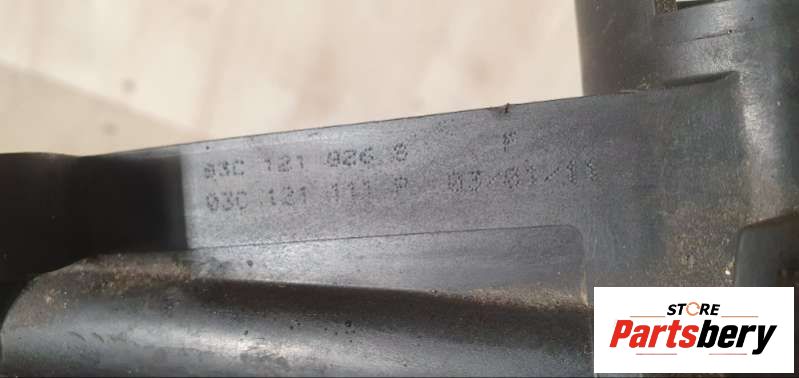 03C 121 026 S F
03C 121 111 P 03/01/11
STORE
Partsbery